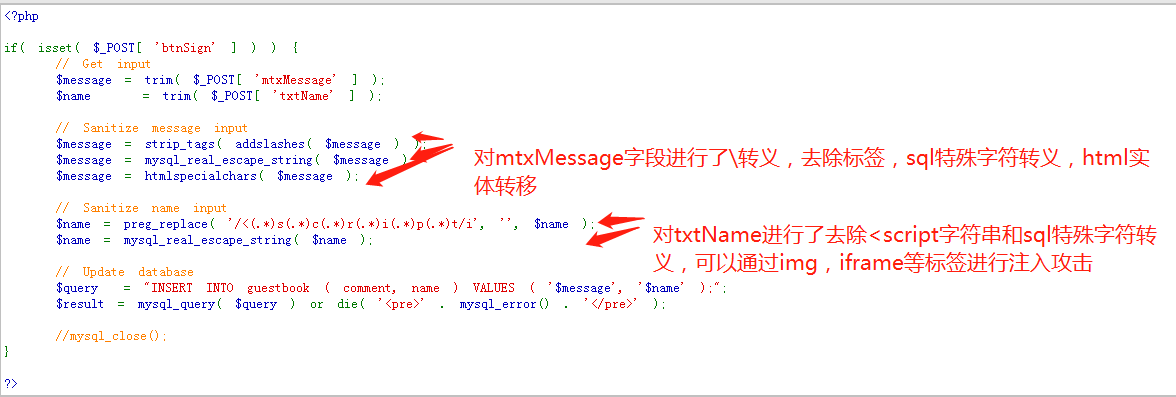 <?php
if( isset( $_POST[ 'btnSign' ] ) ) {
// Get input
$message = trim( $_POST[ 'mtxMessage' ] );
$name = trim( $_POST[ 'txtName' ] );
// Sanitize message input
$message = strip_tags( addslashes( $message ) );
$message = mysql_real_escape_string( $message )
$message = htmlspecialchars( $message );
对mtxMessage字段进行了\转义，去除标签，sql特殊字符转义，html实
体转移
// Sanitize name input
$name = preg_replace( '/<(.*)s(.*)c(.*)r(.*)i(.*)p(.*)t/i', '', $name );
$name = mysql_real_escape_string( $name );
对txtName进行了去除<script字符串和sql特殊字符转
义，可以通过img，iframe等标签进行注入攻击
// Update database
$query = "INSERT INTO guestbook ( comment, name ) VALUES ( '$message', '$name' );";
$result = mysql_query( $query ) or die( '<pre>' . mysql_error() . '</pre>' );
//mysql_close();
}
?>